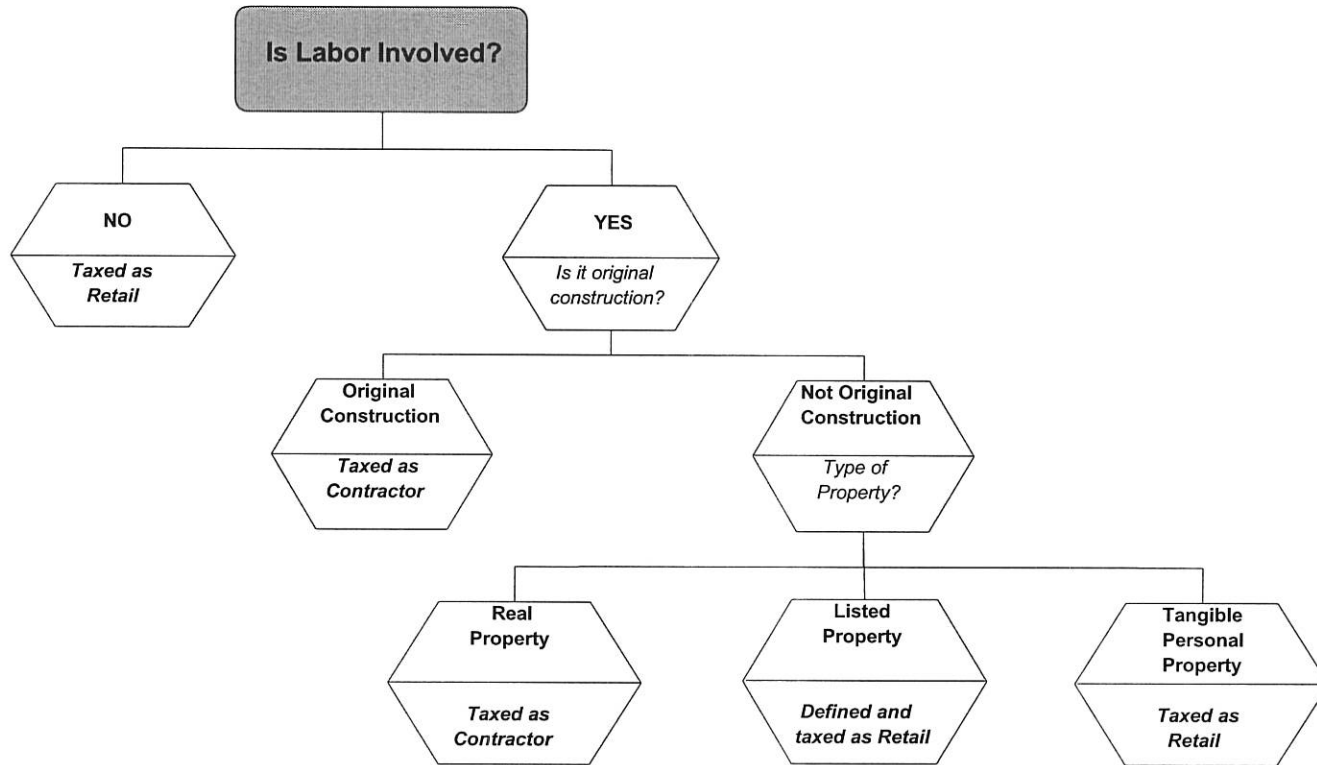 Is Labor Involved?
NO
Taxed as
Retail
YES
Is it original
construction?
Original
Construction
Taxed as
Contractor
Not Original
Construction
Type of
Property?
Real
Property
Taxed as
Contractor
Listed
Property
Defined and
taxed as Retail
Tangible
Personal
Property
Taxed as
Retail